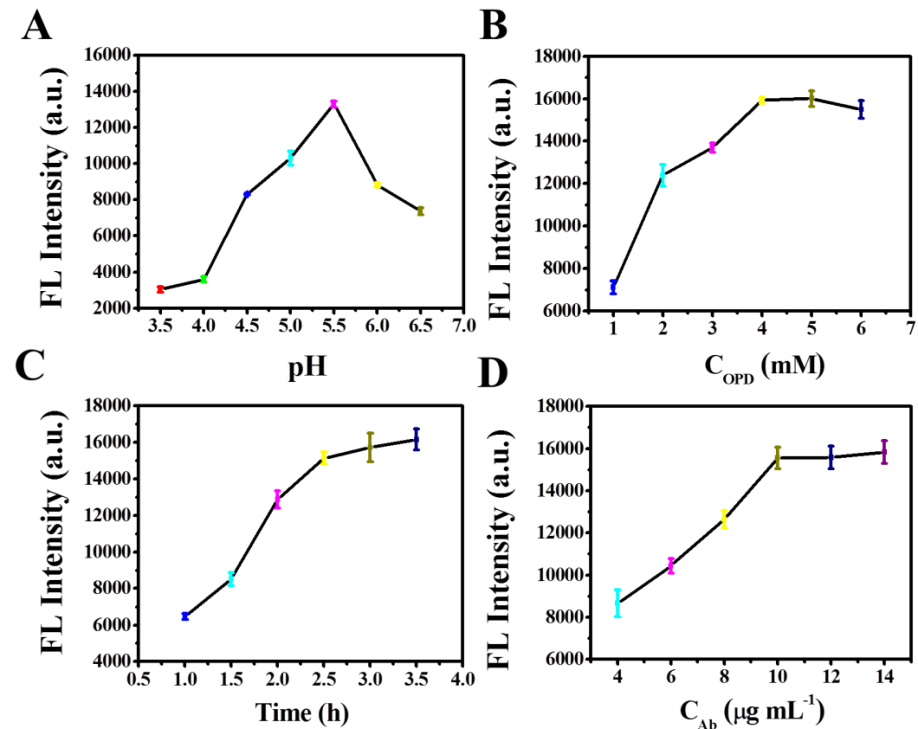 A
FL Intensity (a.u.)
16000
14000
12000
10000
8000
6000
4000
2000
3.5 4.0 4.5 5.0 5.5 6.0 6.5 7.0
pH
B
FL Intensity (a.u.)
18000
16000
14000
12000
10000
8000
6000
1 2 3 4 5 6 7
C_OPD (mM)
C
FL Intensity (a.u.)
18000
16000
14000
12000
10000
8000
6000
4000
0.5 1.0 1.5 2.0 2.5 3.0 3.5 4.0
Time (h)
D
FL Intensity (a.u.)
18000
16000
14000
12000
10000
8000
6000
4 6 8 10 12 14
C_Ab (μg mL⁻¹)